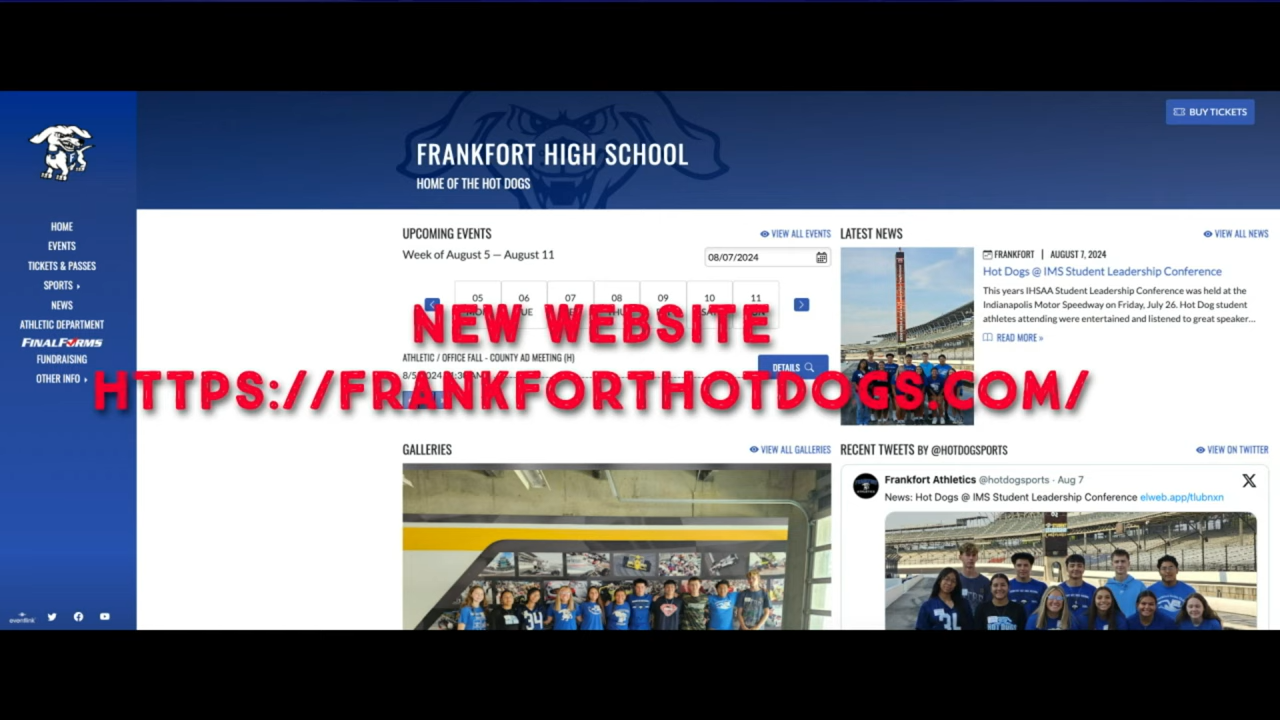 BUY TICKETS
FRANKFORT HIGH SCHOOL
HOME OF THE HOT DOGS
HOME
EVENTS
TICKETS & PASSES
SPORTS
NEWS
ATHLETIC DEPARTMENT
FINALFORMS
FUNDRAISING
OTHER INFO
eventlink
UPCOMING EVENTS
VIEW ALL EVENTS
Week of August 5 — August 11
08/07/2024
05 06 07 08 09 10 11
NEW WEBSITE
HTTPS://FRANKFORTHOTDOGS.COM/
ATHLETIC / OFFICE FALL - COUNTY AD MEETING (H)
DETAILS
LATEST NEWS
VIEW ALL NEWS
FRANKFORT | AUGUST 7, 2024
Hot Dogs @ IMS Student Leadership Conference
This years IHSAA Student Leadership Conference was held at the
Indianapolis Motor Speedway on Friday, July 26. Hot Dog student
athletes attending were entertained and listened to great speaker...
READ MORE »
GALLERIES
VIEW ALL GALLERIES
34
RECENT TWEETS BY @HOTDOGSPORTS
VIEW ON TWITTER
Frankfort Athletics @hotdogsports · Aug 7
News: Hot Dogs @ IMS Student Leadership Conference elweb.app/tlubnxn